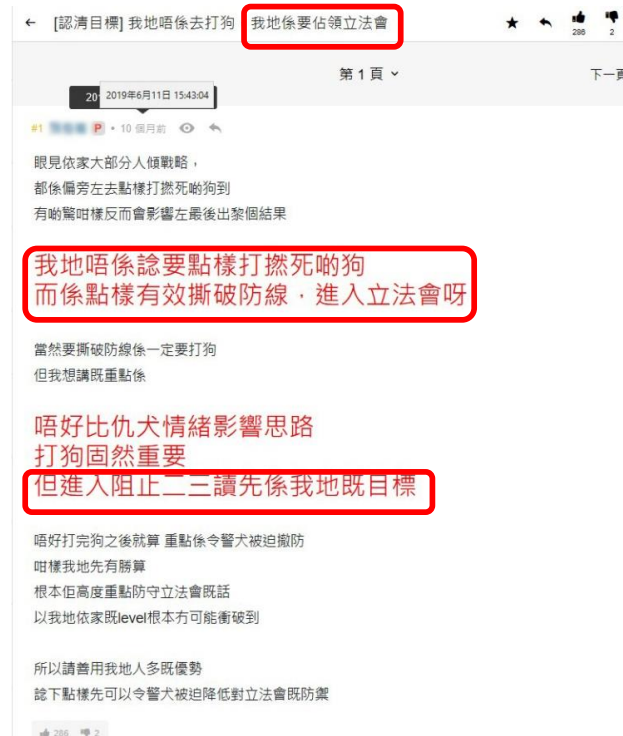 ← [認清目標] 我地唔係去打狗 我地係要佔領立法會 286 2
第 1 頁
下一頁
20
2019年6月11日 15:43:04
#1 P • 10 個月前
眼見依家大部分人傾戰略，
都係偏旁左去點樣打撚死啲狗到
有啲驚咁樣反而會影響左最後出黎個結果
我地唔係諗要點樣打撚死啲狗
而係點樣有效撕破防線，進入立法會呀
當然要撕破防線係一定要打狗
但我想講既重點係
唔好比仇犬情緒影響思路
打狗固然重要
但進入阻止二三讀先係我地既目標
唔好打完狗之後就算 重點係令警犬被迫撤防
咁樣我地先有勝算
根本佢高度重點防守立法會既話
以我地依家既level根本冇可能衝破到
所以請善用我地人多既優勢
諗下點樣先可以令警犬被迫降低對立法會既防禦
286 2